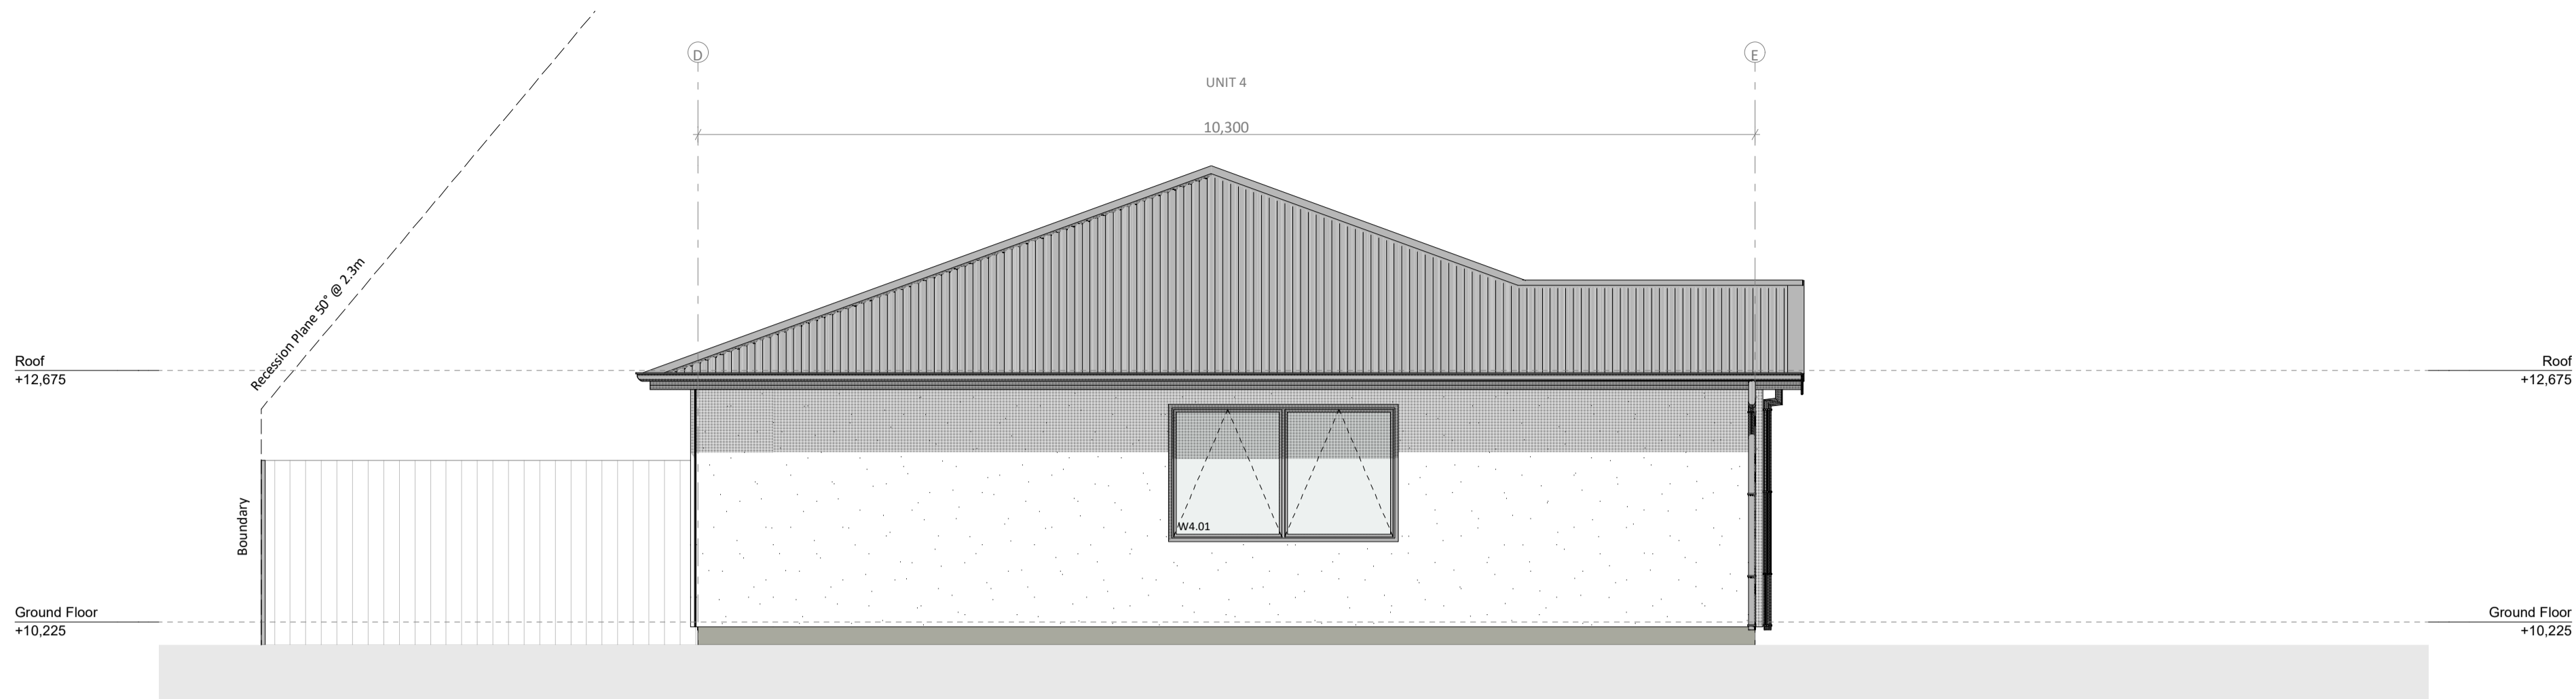 D
E
UNIT 4
10,300
Recession Plane 50° @ 2.3m
Roof
+12,675
Roof
+12,675
Boundary
W4.01
Ground Floor
+10,225
Ground Floor
+10,225